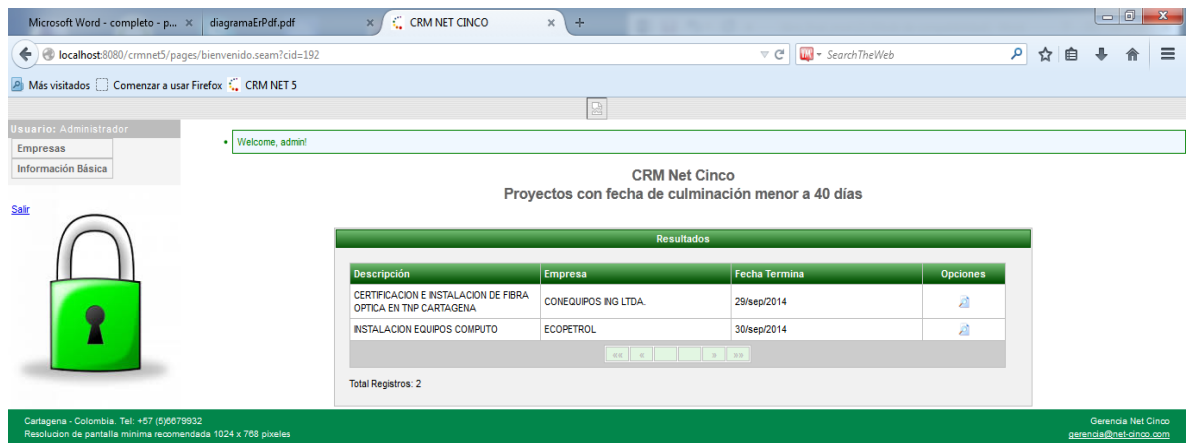 Microsoft Word - completo - p...
diagramaErPdf.pdf
CRM NET CINCO
localhost:8080/crmnet5/pages/bienvenido.seam?cid=192
SearchTheWeb
Más visitados
Comenzar a usar Firefox
CRM NET 5
Usuario: Administrador
Empresas
Información Básica
Salir
Welcome, admin!
CRM Net Cinco
Proyectos con fecha de culminación menor a 40 días
Resultados
Descripción Empresa Fecha Termina Opciones
CERTIFICACION E INSTALACION DE FIBRA
OPTICA EN TNP CARTAGENA
CONEQUIPOS ING LTDA.
29/sep/2014
INSTALACION EQUIPOS COMPUTO ECOPETROL 30/sep/2014
«« « » »»
Total Registros: 2
Cartagena - Colombia. Tel: +57 (5)6679932
Resolucion de pantalla minima recomendada 1024 x 768 pixeles
Gerencia Net Cinco
gerencia@net-cinco.com